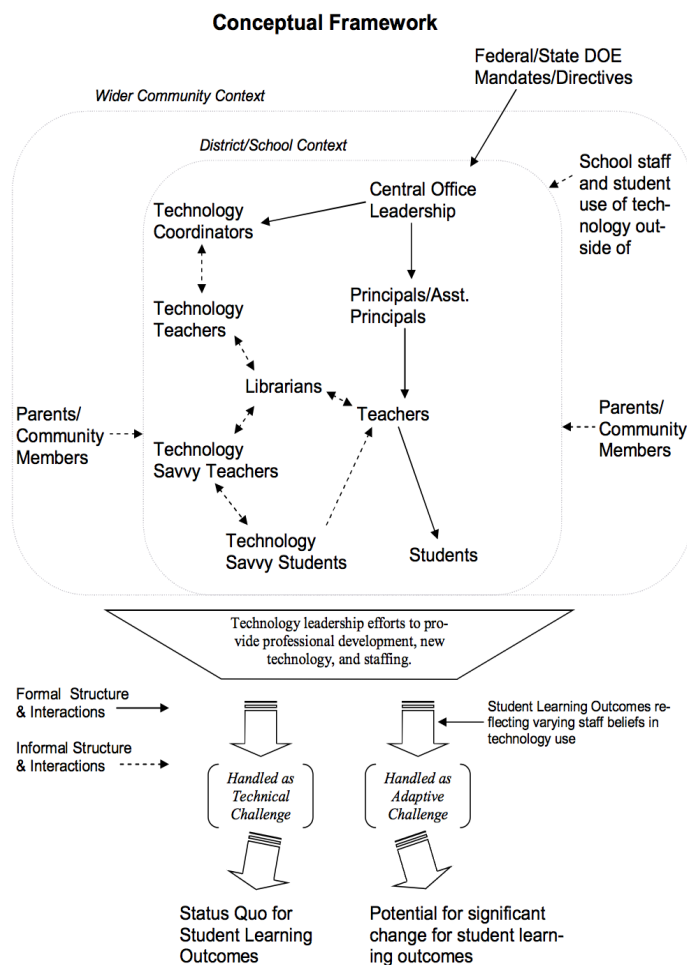 Conceptual Framework
Federal/State DOE
Mandates/Directives
Wider Community Context
District/School Context
School staff
and student
use of tech-
nology out-
side of
Central Office
Leadership
Technology
Coordinators
Principals/Asst.
Principals
Technology
Teachers
Librarians
Teachers
Parents/
Community
Members
Parents/
Community
Members
Technology
Savvy Teachers
Technology
Savvy Students
Students
Technology leadership efforts to pro-
vide professional development, new
technology, and staffing.
Formal Structure
& Interactions
Student Learning Outcomes re-
flecting varying staff beliefs in
technology use
Informal Structure
& Interactions
Handled as
Technical
Challenge
Handled as
Adaptive
Challenge
Status Quo for
Student Learning
Outcomes
Potential for significant
change for student learn-
ing outcomes